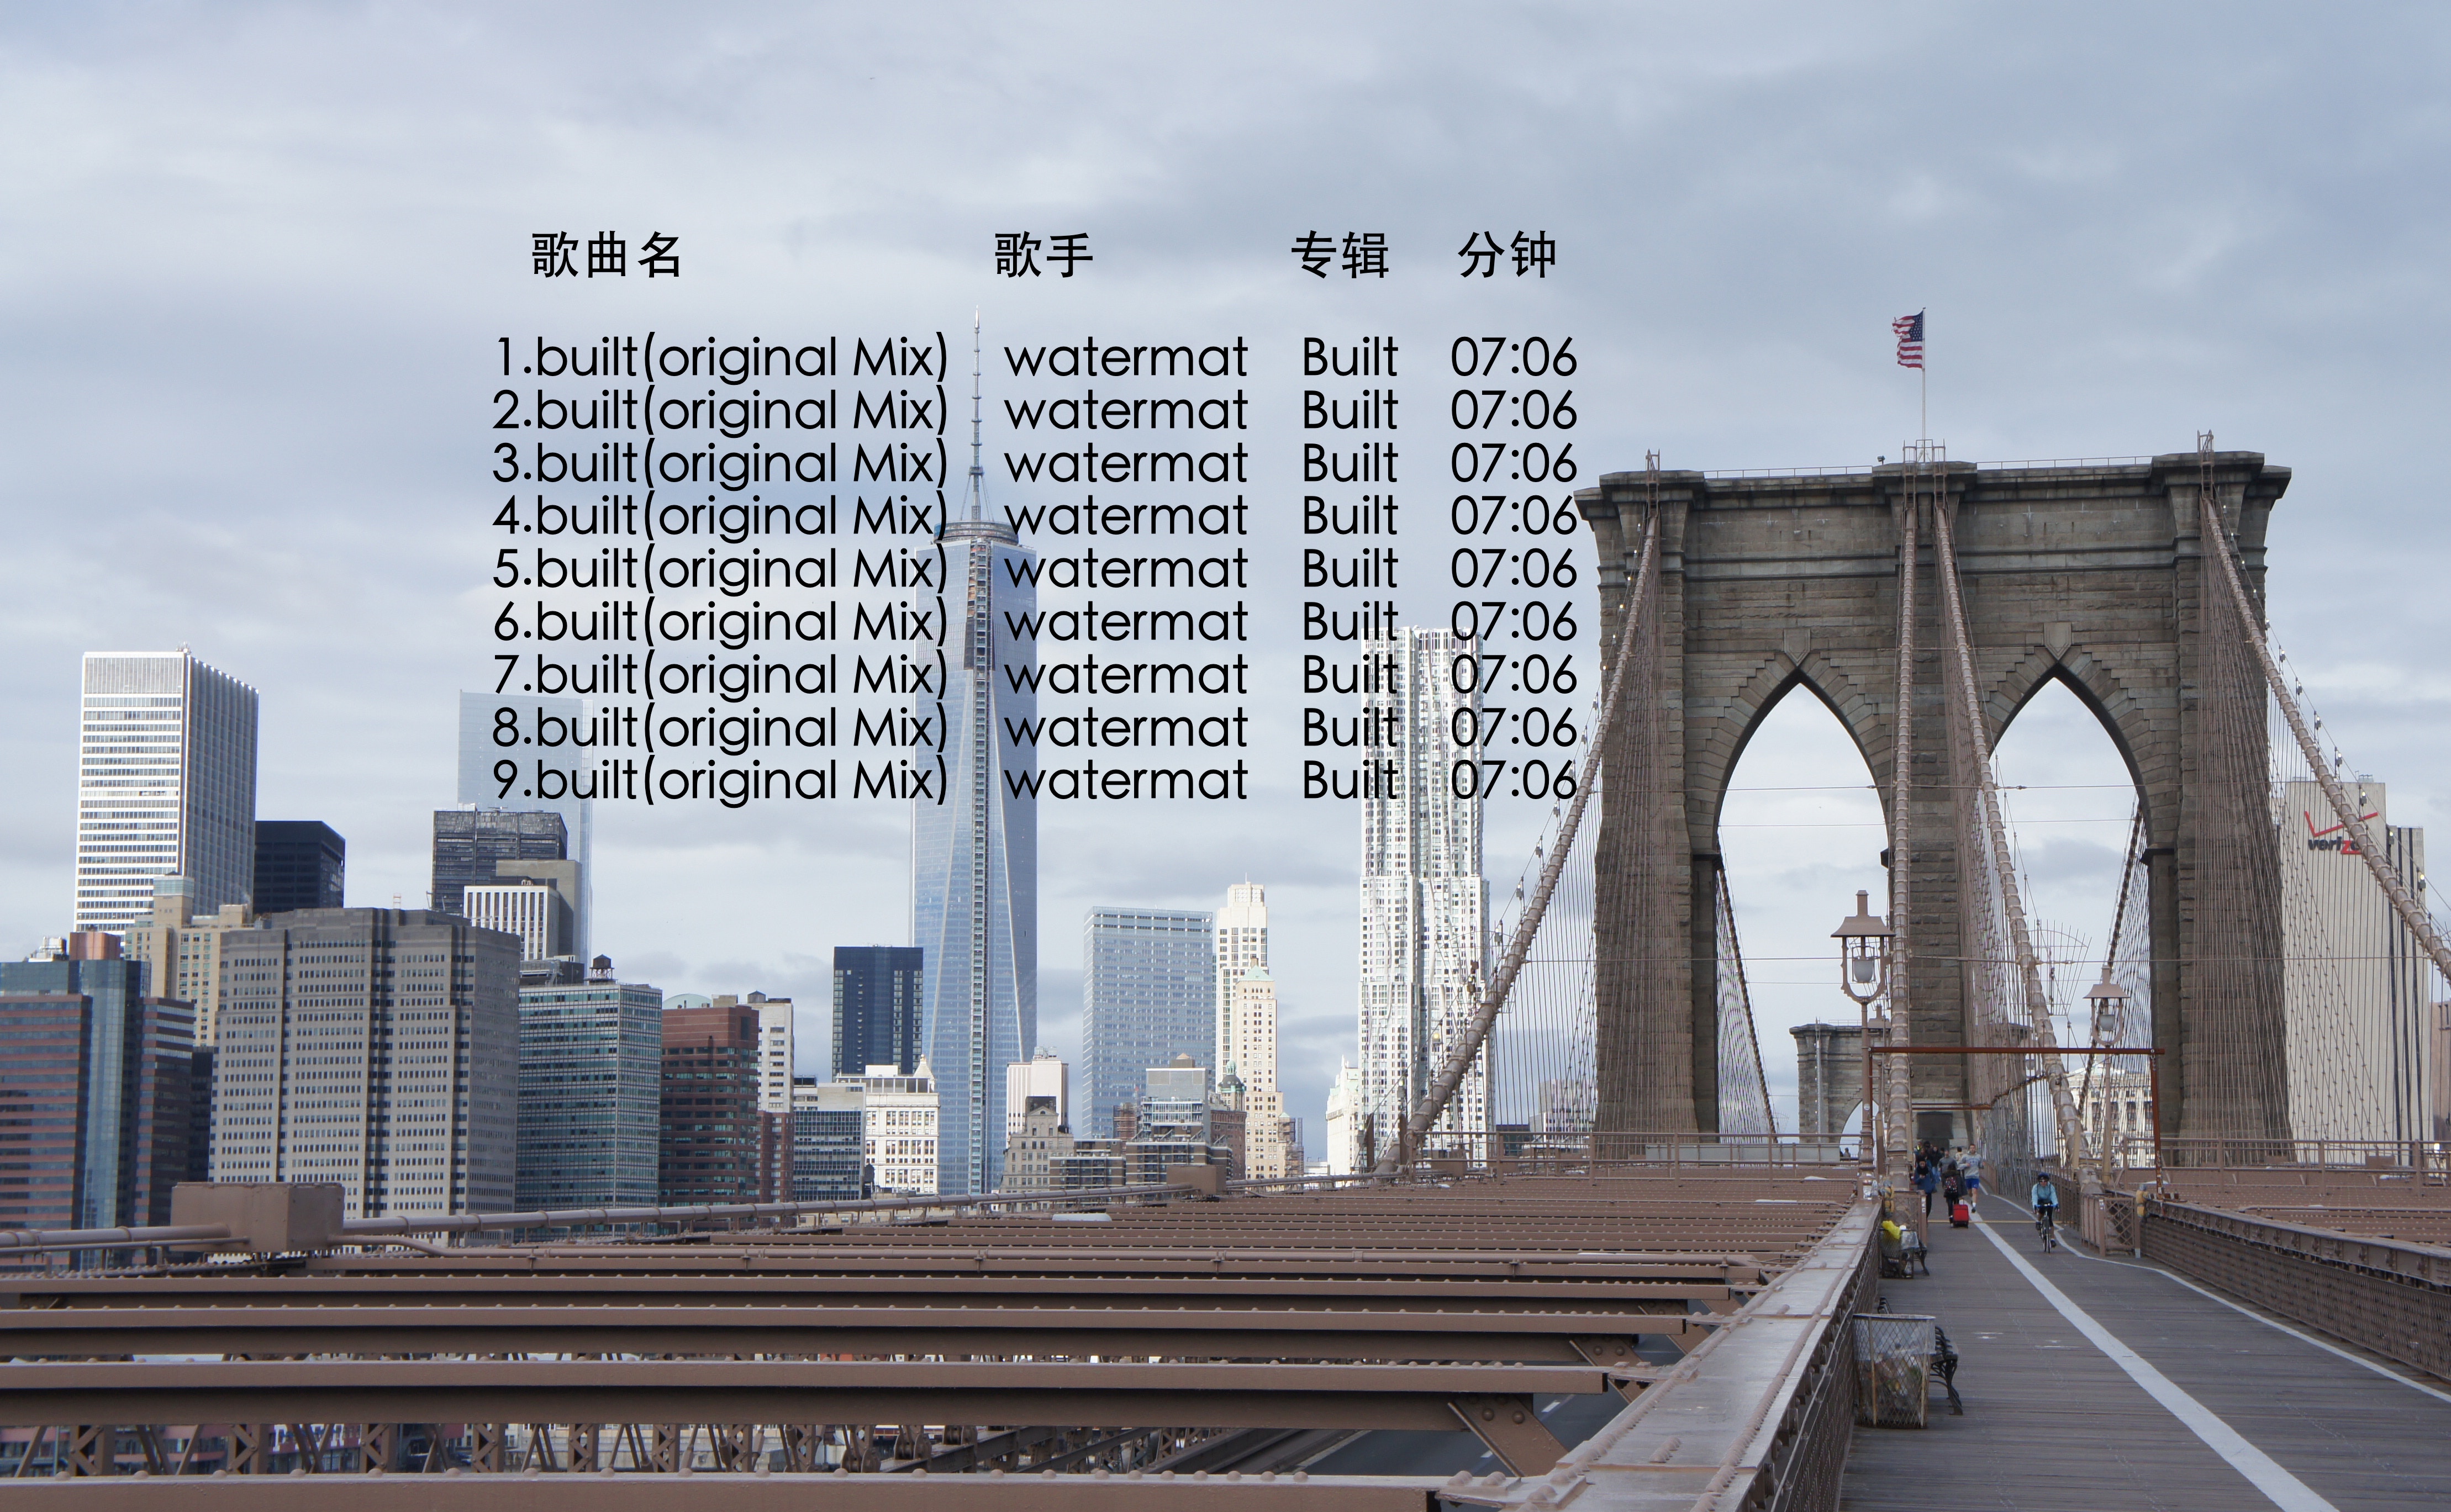 歌曲名 歌手 专辑 分钟
1.built(original Mix) watermat Built 07:06
2.built(original Mix) watermat Built 07:06
3.built(original Mix) watermat Built 07:06
4.built(original Mix) watermat Built 07:06
5.built(original Mix) watermat Built 07:06
6.built(original Mix) watermat Built 07:06
7.built(original Mix) watermat Built 07:06
8.built(original Mix) watermat Built 07:06
9.built(original Mix) watermat Built 07:06